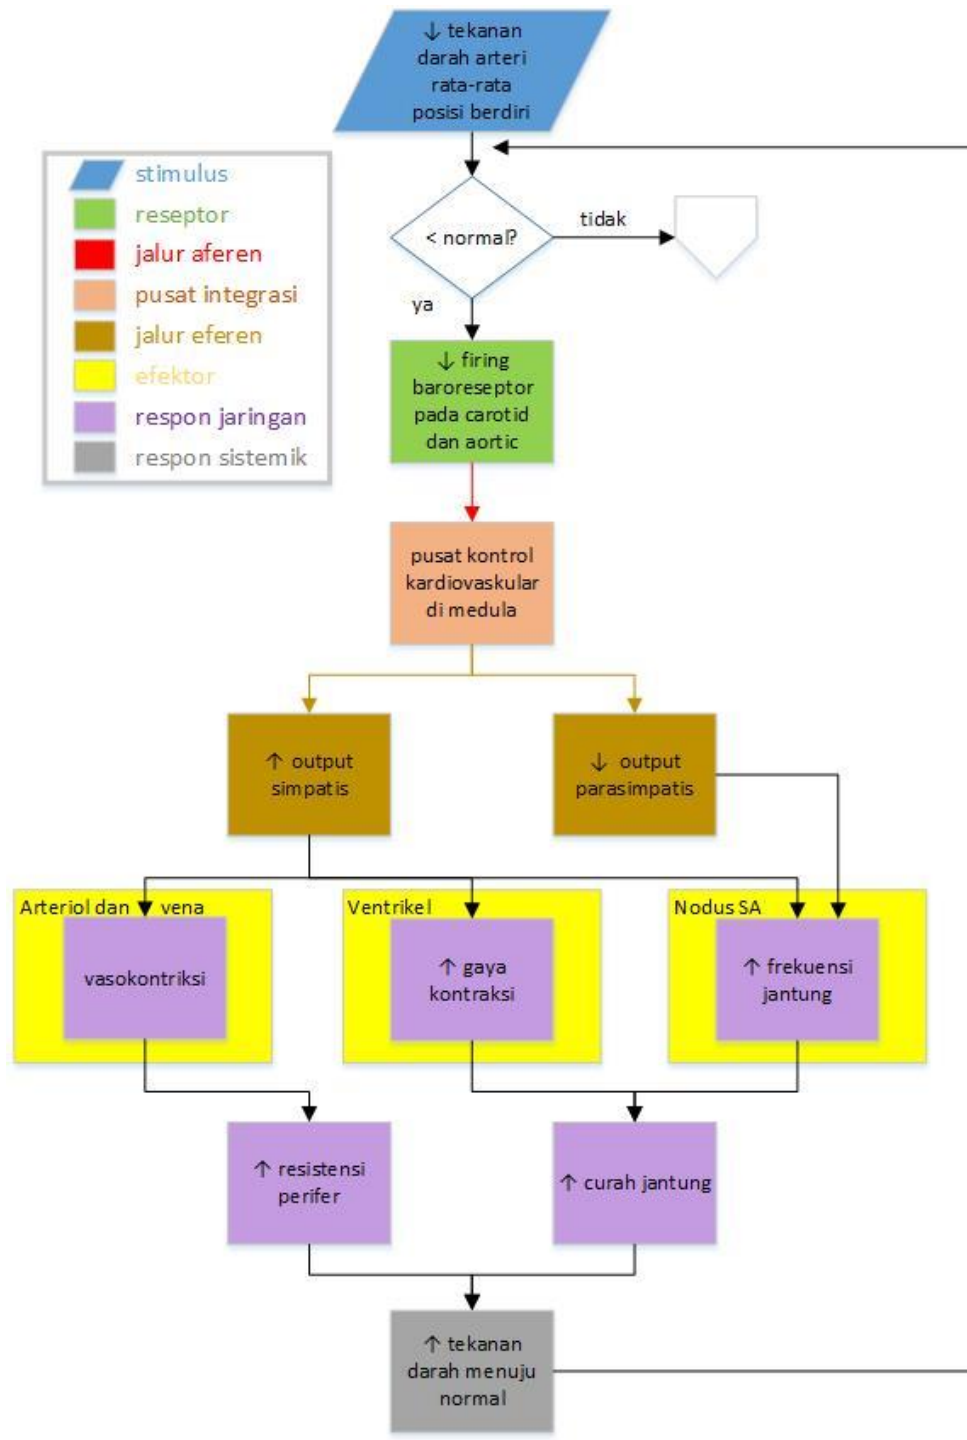 ↓ tekanan
darah arteri
rata-rata
posisi berdiri
stimulus
reseptor
jalur aferen
pusat integrasi
jalur eferen
efektor
respon jaringan
respon sistemik
< normal?
tidak
ya
↓ firing
baroreseptor
pada carotid
dan aortic
pusat kontrol
kardiovaskular
di medula
↑ output
simpatis
↓ output
parasimpatis
Arteriol dan vena
vasokontriksi
Ventrikel
↑ gaya
kontraksi
Nodus SA
↑ frekuensi
jantung
↑ resistensi
perifer
↑ curah jantung
↑ tekanan
darah menuju
normal